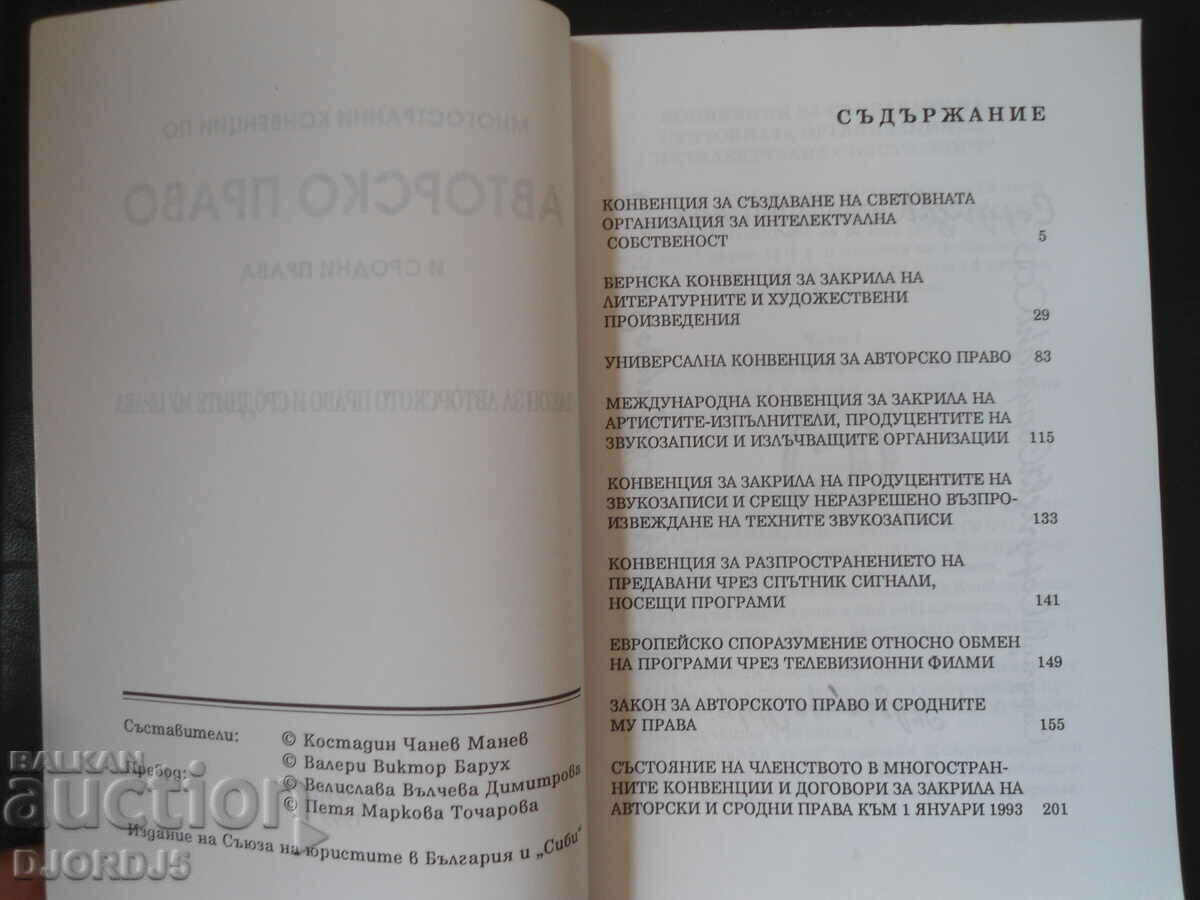 МНОГОСТРАННИ КОНВЕНЦИИ ПО
АВТОРСКО ПРАВО
И СРОДНИ ПРАВА
ЗАКОН ЗА АВТОРСКОТО ПРАВО И СРОДНИТЕ МУ ПРАВА
Съставители: © Костадин Чанев Манев
© Валери Виктор Барух
Превод: © Велислава Вълчева Димитрова
© Петя Маркова Точарова
Издание на Съюза на юристите в България и „Сиби"
СЪДЪРЖАНИЕ
КОНВЕНЦИЯ ЗА СЪЗДАВАНЕ НА СВЕТОВНАТА
ОРГАНИЗАЦИЯ ЗА ИНТЕЛЕКТУАЛНА
СОБСТВЕНОСТ 5
БЕРНСКА КОНВЕНЦИЯ ЗА ЗАКРИЛА НА
ЛИТЕРАТУРНИТЕ И ХУДОЖЕСТВЕНИ
ПРОИЗВЕДЕНИЯ 29
УНИВЕРСАЛНА КОНВЕНЦИЯ ЗА АВТОРСКО ПРАВО 83
МЕЖДУНАРОДНА КОНВЕНЦИЯ ЗА ЗАКРИЛА НА
АРТИСТИТЕ-ИЗПЪЛНИТЕЛИ, ПРОДУЦЕНТИТЕ НА
ЗВУКОЗАПИСИ И ИЗЛЪЧВАЩИТЕ ОРГАНИЗАЦИИ 115
КОНВЕНЦИЯ ЗА ЗАКРИЛА НА ПРОДУЦЕНТИТЕ НА
ЗВУКОЗАПИСИ И СРЕЩУ НЕРАЗРЕШЕНО ВЪЗПРО-
ИЗВЕЖДАНЕ НА ТЕХНИТЕ ЗВУКОЗАПИСИ 133
КОНВЕНЦИЯ ЗА РАЗПРОСТРАНЕНИЕТО НА
ПРЕДАВАНИ ЧРЕЗ СПЪТНИК СИГНАЛИ,
НОСЕЩИ ПРОГРАМИ 141
ЕВРОПЕЙСКО СПОРАЗУМЕНИЕ ОТНОСНО ОБМЕН
НА ПРОГРАМИ ЧРЕЗ ТЕЛЕВИЗИОННИ ФИЛМИ 149
ЗАКОН ЗА АВТОРСКОТО ПРАВО И СРОДНИТЕ
МУ ПРАВА 155
СЪСТОЯНИЕ НА ЧЛЕНСТВОТО В МНОГОСТРАН-
НИТЕ КОНВЕНЦИИ И ДОГОВОРИ ЗА ЗАКРИЛА НА
АВТОРСКИ И СРОДНИ ПРАВА КЪМ 1 ЯНУАРИ 1993 201
BALKAN
auction
DJORDJ5